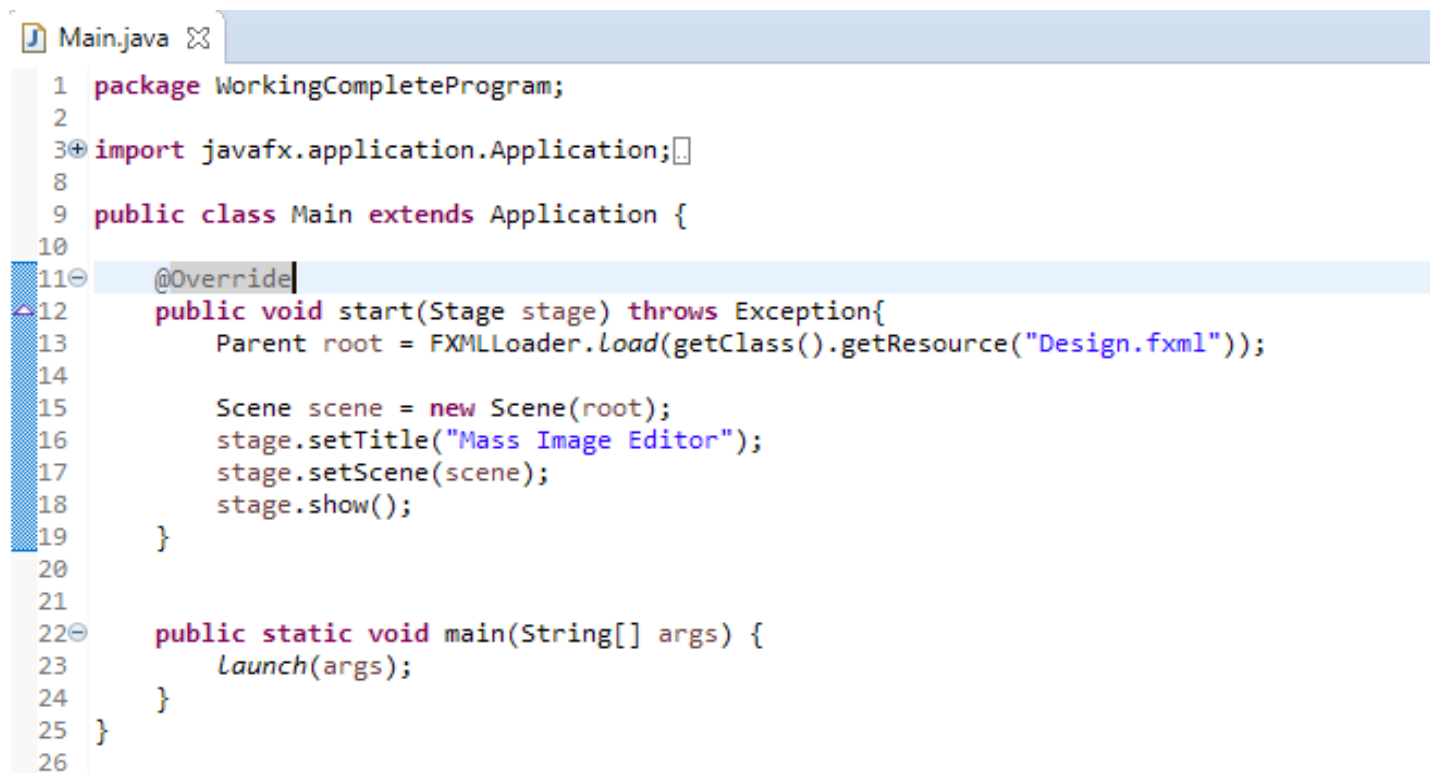 Main.java
1 package WorkingCompleteProgram;
2
3 import javafx.application.Application;
8
9 public class Main extends Application {
10
11     @Override
12     public void start(Stage stage) throws Exception{
13         Parent root = FXMLLoader.load(getClass().getResource("Design.fxml"));
14
15         Scene scene = new Scene(root);
16         stage.setTitle("Mass Image Editor");
17         stage.setScene(scene);
18         stage.show();
19     }
20
21
22     public static void main(String[] args) {
23         launch(args);
24     }
25 }
26